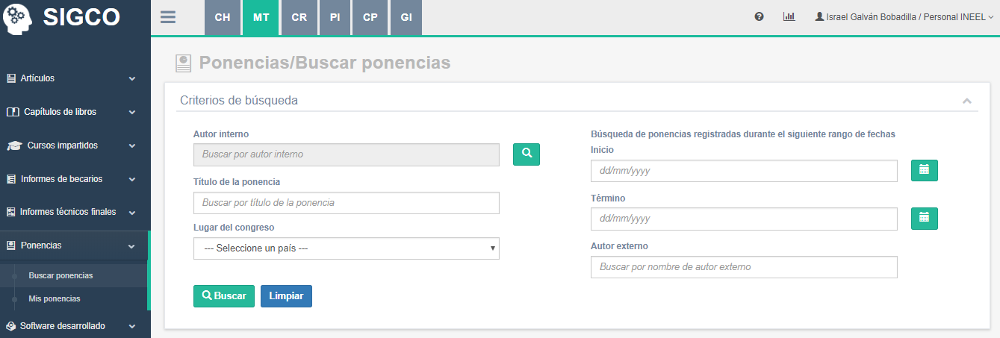 SIGCO
CH MT CR PI CP GI
Israel Galván Bobadilla / Personal INEEL
Artículos
Capítulos de libros
Cursos impartidos
Informes de becarios
Informes técnicos finales
Ponencias
Buscar ponencias
Mis ponencias
Software desarrollado
Ponencias/Buscar ponencias
Criterios de búsqueda
Autor interno
Buscar por autor interno
Título de la ponencia
Buscar por título de la ponencia
Lugar del congreso
--- Seleccione un país ---
Buscar Limpiar
Búsqueda de ponencias registradas durante el siguiente rango de fechas
Inicio
dd/mm/yyyy
Término
dd/mm/yyyy
Autor externo
Buscar por nombre de autor externo